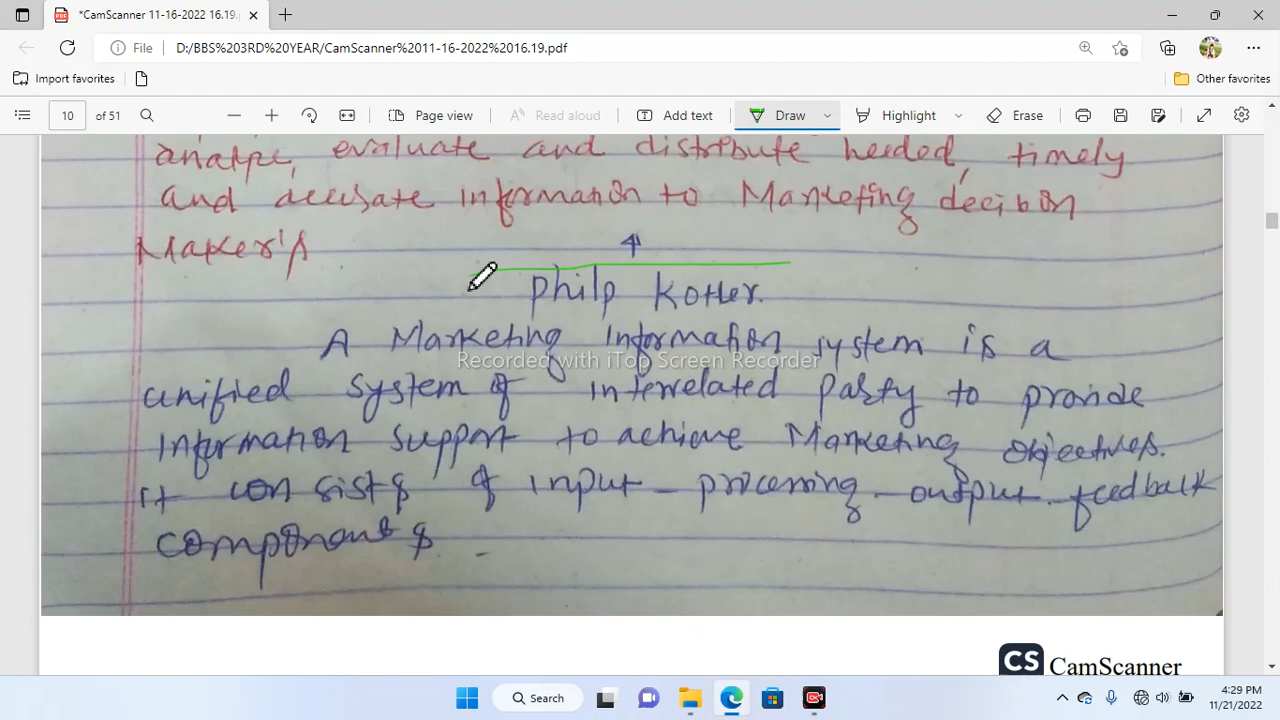 *CamScanner 11-16-2022 16.19.p
File D:/BBS%203RD%20YEAR/CamScanner%2011-16-2022%2016.19.pdf
Import favorites Other favorites
10 of 51 Page view Read aloud Add text Draw Highlight Erase
evaluate and distribute needed, timely
and accurate information to Marketing decision
Maker's
Philp Kotler.
A Marketing Information system is a
Recorded with iTop Screen Recorder
unified system of interrelated party to provide
Information support to achieve Marketing objectives.
it consists of input - processing - output. feedback
components
CS CamScanner
Search
4:29 PM
11/21/2022